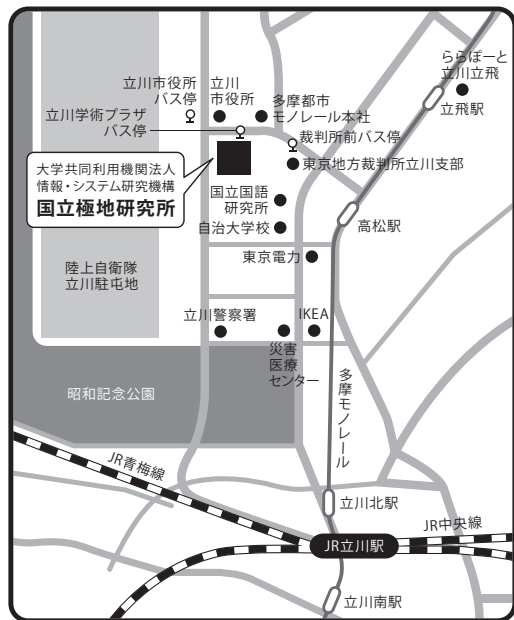 ららぽーと
立川立飛
立飛駅
立川市役所
バス停
立川
市役所
多摩都市
モノレール本社
立川学術プラザ
バス停
裁判所前バス停
東京地方裁判所立川支部
大学共同利用機関法人
情報・システム研究機構
国立極地研究所
国立国語
研究所
自治大学校
高松駅
東京電力
陸上自衛隊
立川駐屯地
立川警察署
IKEA
災害
医療
センター
昭和記念公園
多摩モノレール
JR青梅線
立川北駅
JR中央線
JR立川駅
立川南駅